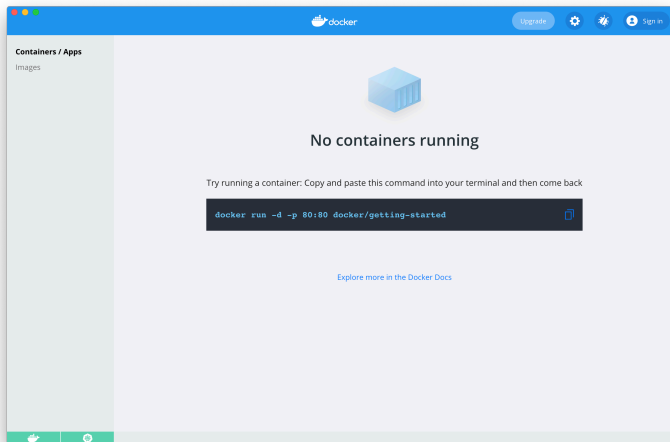 docker
Upgrade
Sign in
Containers / Apps
Images
No containers running
Try running a container: Copy and paste this command into your terminal and then come back
docker run -d -p 80:80 docker/getting-started
Explore more in the Docker Docs